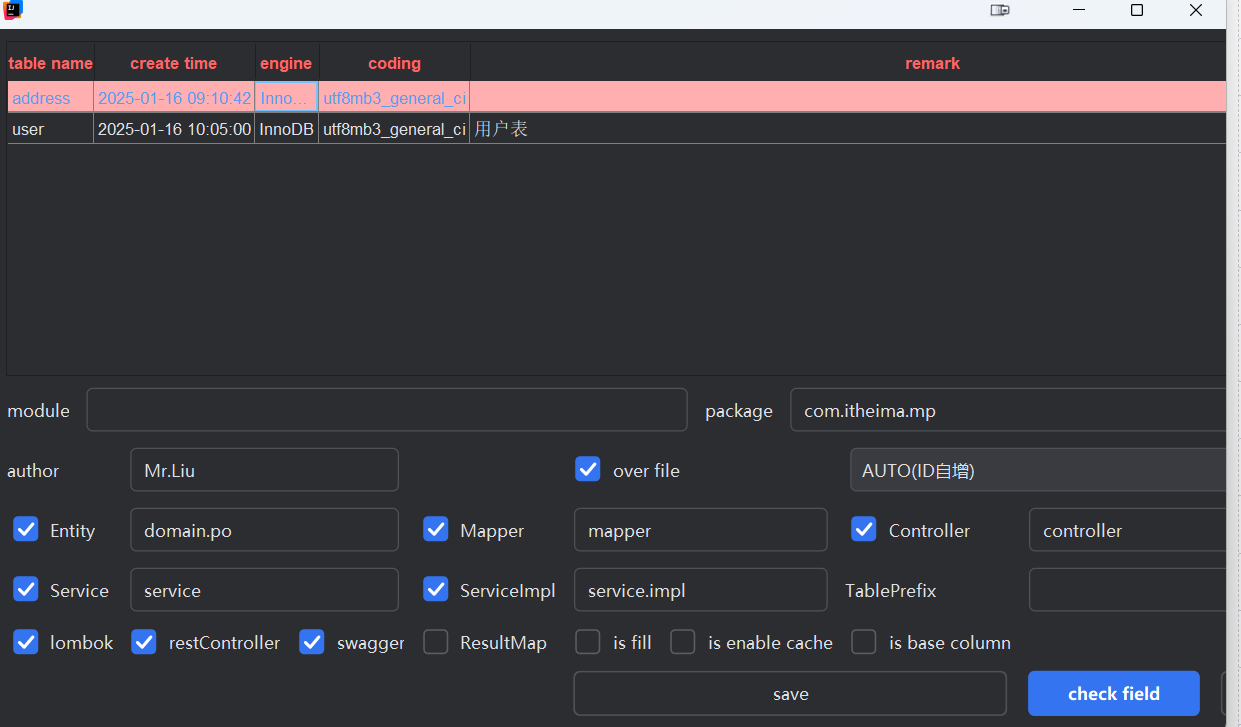 table name create time engine coding remark
address 2025-01-16 09:10:42 Inno... utf8mb3_general_ci
user 2025-01-16 10:05:00 InnoDB utf8mb3_general_ci 用户表
module package com.itheima.mp
author Mr.Liu over file AUTO(ID自增)
Entity domain.po Mapper mapper Controller controller
Service service ServiceImpl service.impl TablePrefix
lombok restController swagger ResultMap is fill is enable cache is base column
save check field